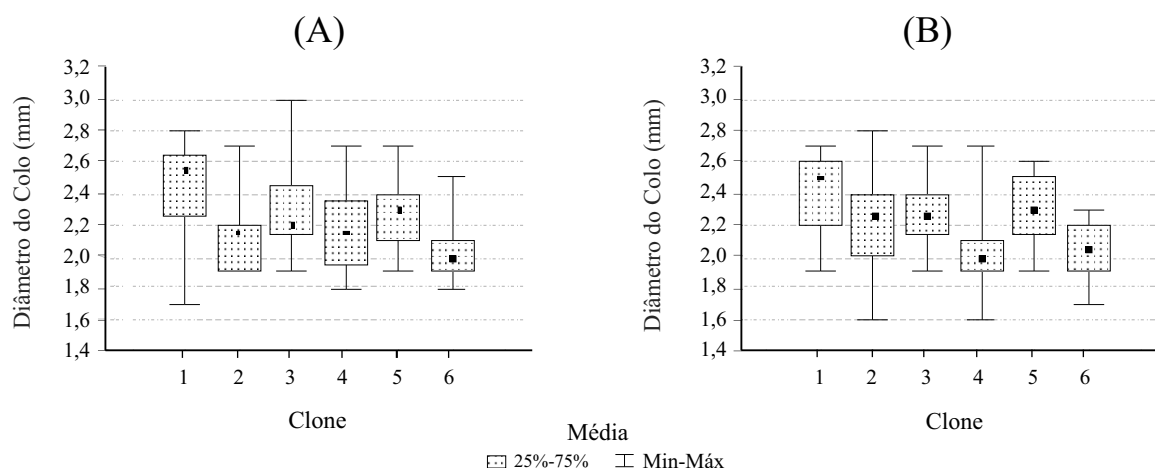 (A)
Diâmetro do Colo (mm)
3,2
3,0
2,8
2,6
2,4
2,2
2,0
1,8
1,6
1,4
1 2 3 4 5 6
Clone
(B)
Diâmetro do Colo (mm)
3,2
3,0
2,8
2,6
2,4
2,2
2,0
1,8
1,6
1,4
1 2 3 4 5 6
Clone
Média
25%-75% Min-Máx